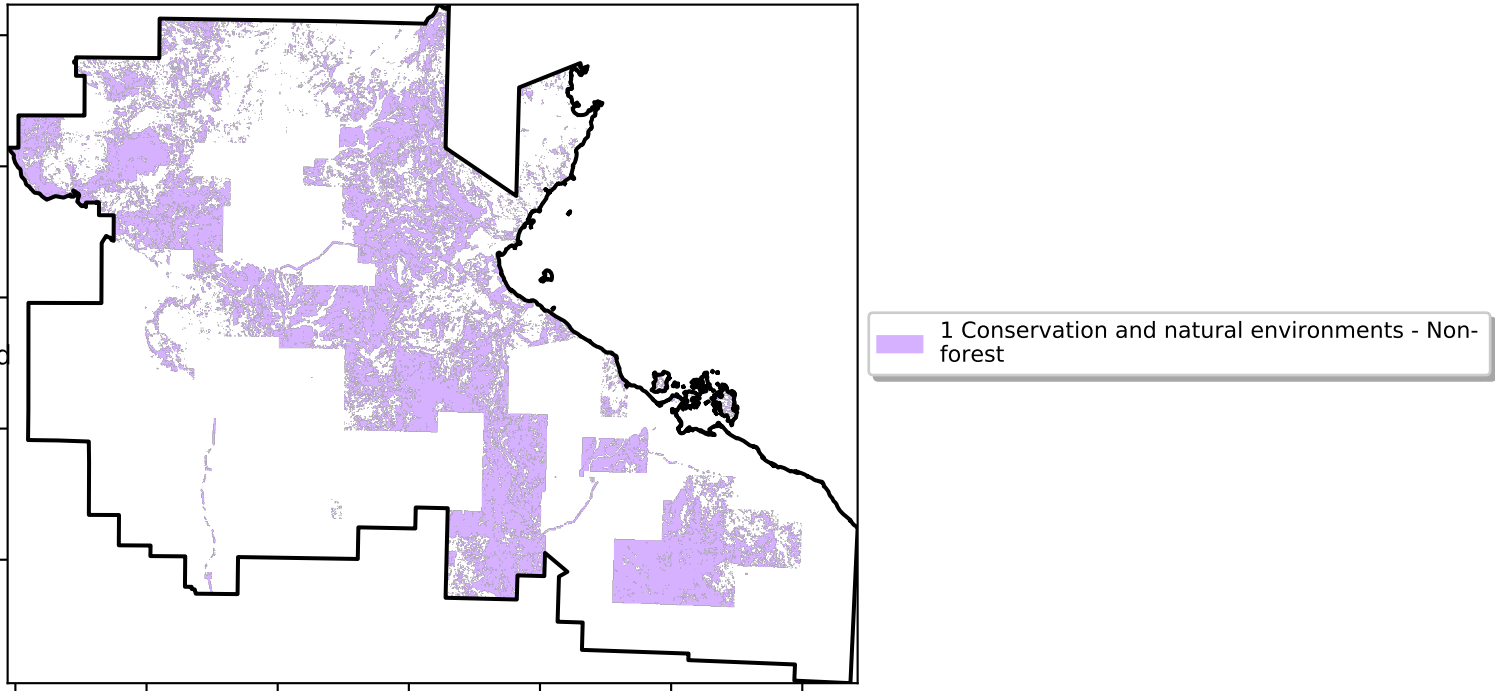 d
1 Conservation and natural environments - Non-
forest